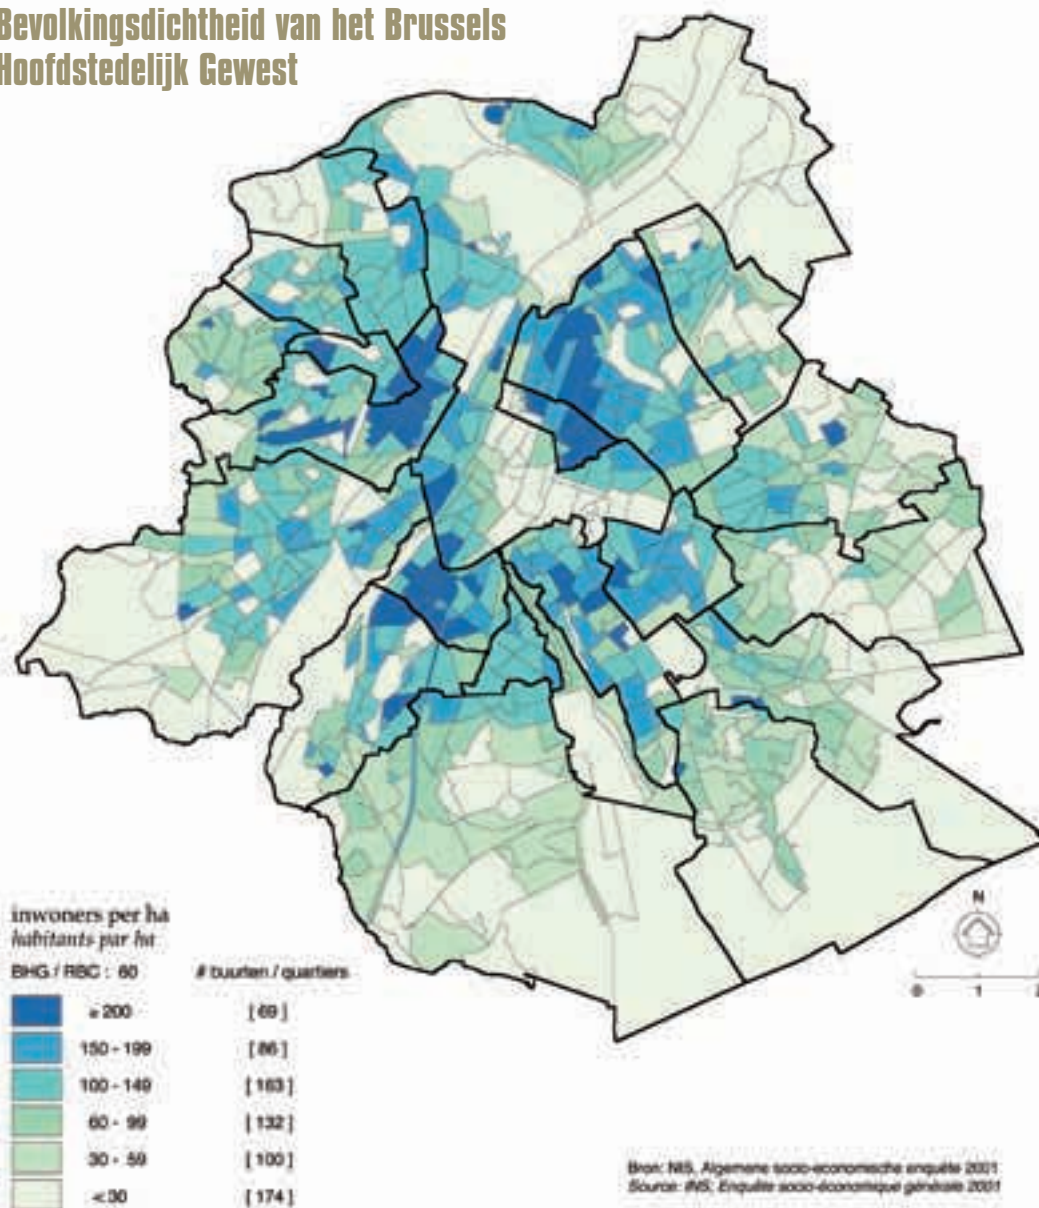 Bevolkingsdichtheid van het Brussels
Hoofdstedelijk Gewest
inwoners per ha
habitants par ha
BHG / RBC : 60 # buurten / quartiers
≥ 200 [ 69 ]
150 - 199 [ 86 ]
100 - 149 [ 163 ]
60 - 99 [ 132 ]
30 - 59 [ 100 ]
< 30 [ 174 ]
N
0 1 2
Bron: NIS, Algemene socio-economische enquête 2001
Source: INS, Enquête socio-économique générale 2001